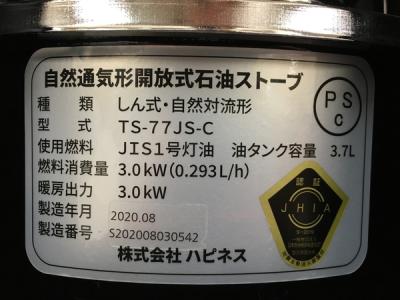 自然通気形開放式石油ストーブ
種　類　しん式・自然対流形
型　式　TS-77JS-C
使用燃料　JIS1号灯油　油タンク容量　3.7L
燃料消費量　3.0kW(0.293L/h)
暖房出力　3.0kW
製造年月　2020.08
製造番号　S202008030542
株式会社 ハピネス
PS
C
認証
JHIA